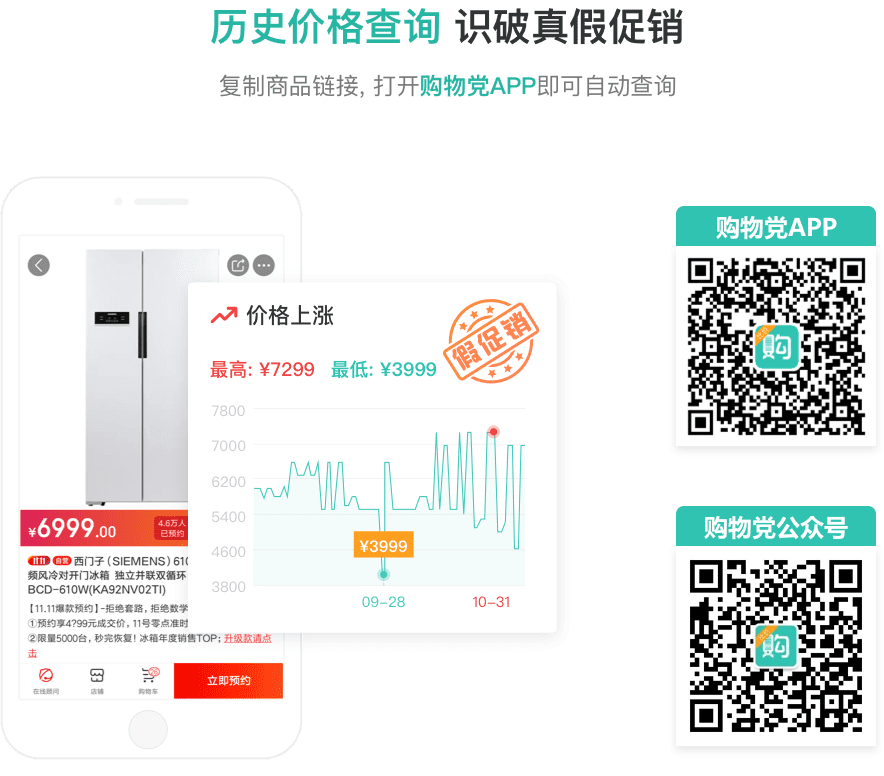 历史价格查询 识破真假促销
复制商品链接, 打开购物党APP即可自动查询
购物党APP
购
价格上涨
假促销
最高: ¥7299 最低: ¥3999
7800
7000
6200
5400
4600
3800
¥3999
09-28 10-31
¥6999.00
4.6万人
已预约
自营 西门子 (SIEMENS) 610
频风冷对开门冰箱 独立并联双循环
BCD-610W(KA92NV02TI)
【11.11爆款预约】-拒绝套路，拒绝数学
①预约享4?99元成交价，11号零点准时
②限量5000台，秒完恢复! 冰箱年度销售TOP; 升级款请点
击
在线顾问 店铺 购物车
立即预约
购物党公众号
购